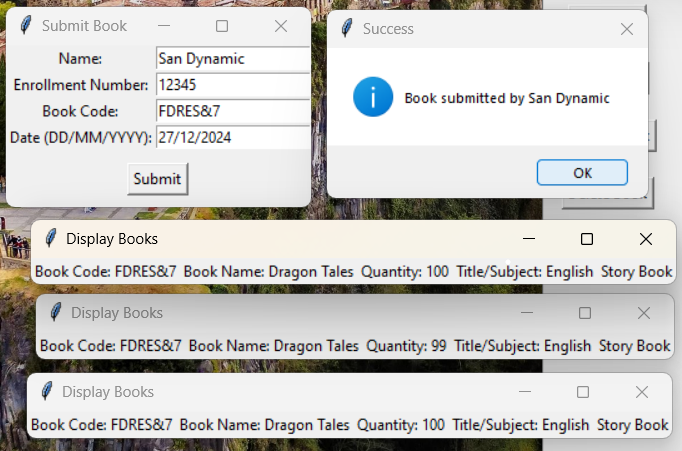 Submit Book
Name: San Dynamic
Enrollment Number: 12345
Book Code: FDRES&7
Date (DD/MM/YYYY): 27/12/2024
Submit
Success
Book submitted by San Dynamic
OK
Display Books
Book Code: FDRES&7 Book Name: Dragon Tales Quantity: 100 Title/Subject: English Story Book
Display Books
Book Code: FDRES&7 Book Name: Dragon Tales Quantity: 99 Title/Subject: English Story Book
Display Books
Book Code: FDRES&7 Book Name: Dragon Tales Quantity: 100 Title/Subject: English Story Book